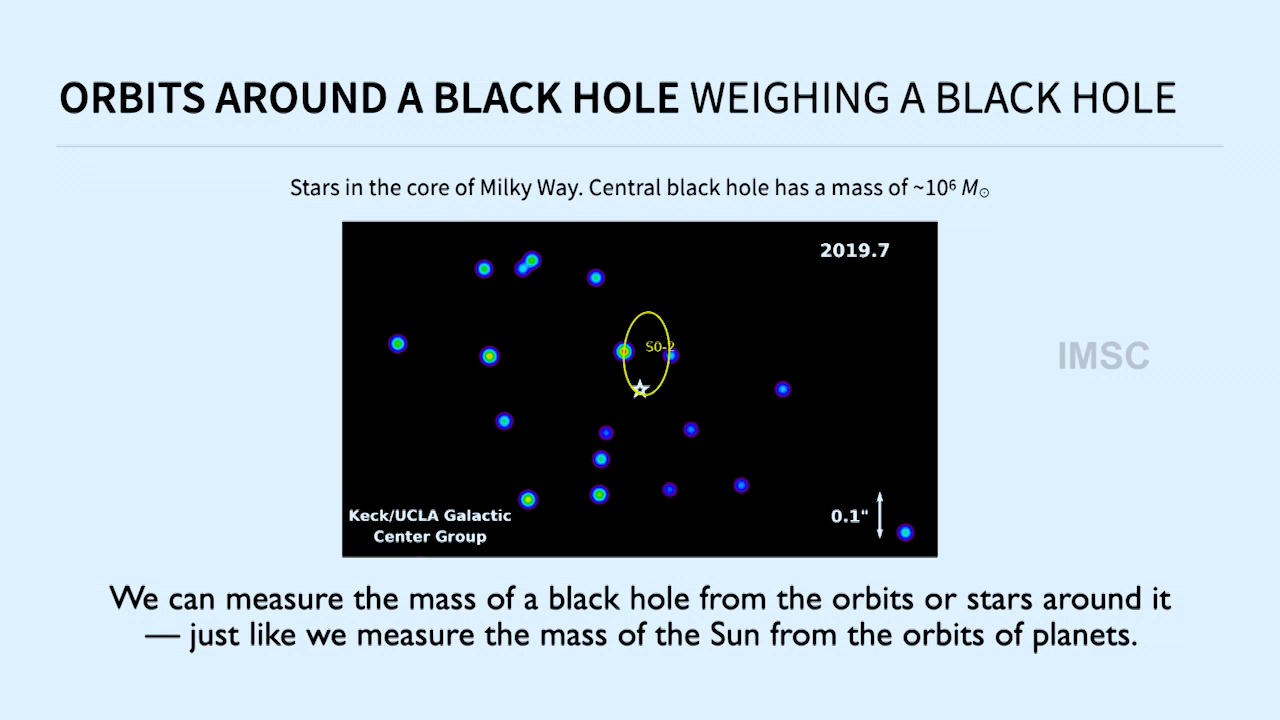 ORBITS AROUND A BLACK HOLE WEIGHING A BLACK HOLE
Stars in the core of Milky Way. Central black hole has a mass of ~10⁶ M☉
2019.7
S0-2
IMSC
Keck/UCLA Galactic
Center Group
0.1"
We can measure the mass of a black hole from the orbits or stars around it
— just like we measure the mass of the Sun from the orbits of planets.